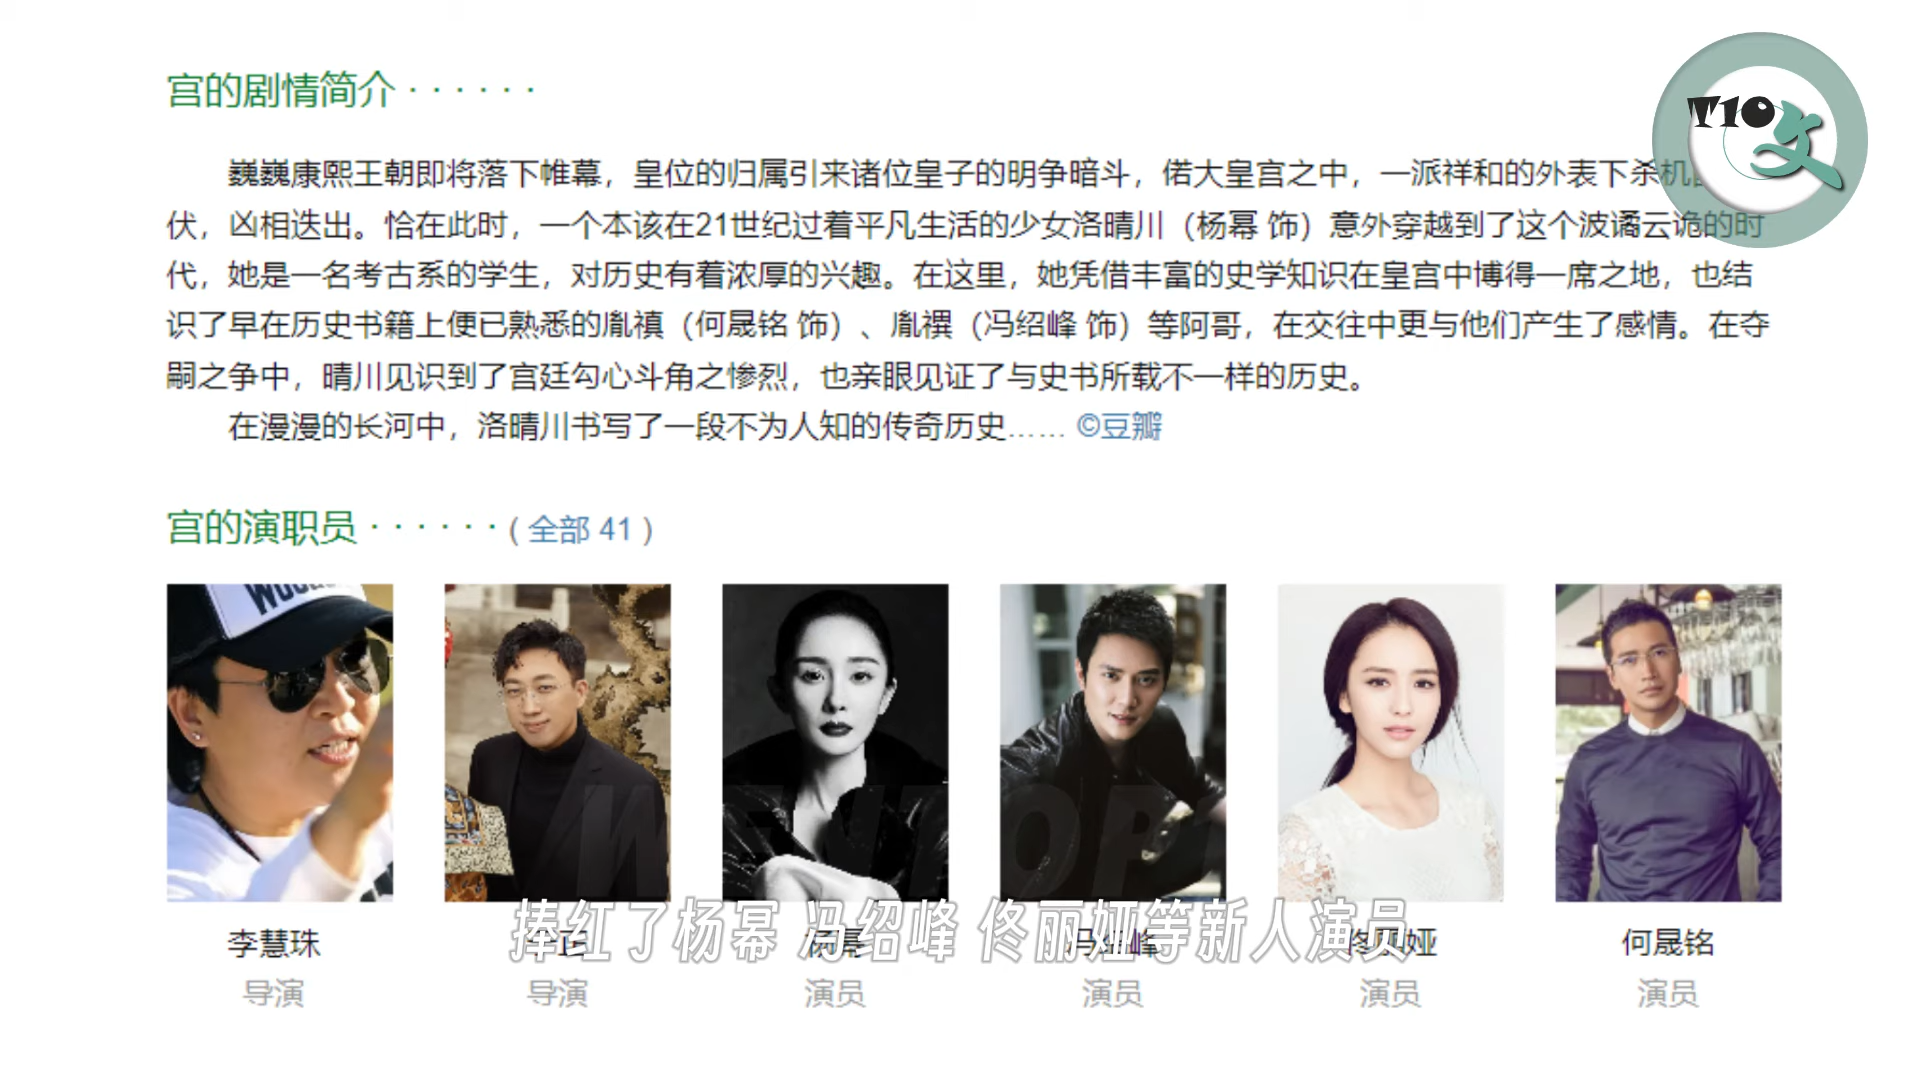 宫的剧情简介 · · · · · ·
T10文
巍巍康熙王朝即将落下帷幕，皇位的归属引来诸位皇子的明争暗斗，偌大皇宫之中，一派祥和的外表下杀机
伏，凶相迭出。恰在此时，一个本该在21世纪过着平凡生活的少女洛晴川（杨幂 饰）意外穿越到了这个波谲云诡的时
代，她是一名考古系的学生，对历史有着浓厚的兴趣。在这里，她凭借丰富的史学知识在皇宫中博得一席之地，也结
识了早在历史书籍上便已熟悉的胤禛（何晟铭 饰）、胤禩（冯绍峰 饰）等阿哥，在交往中更与他们产生了感情。在夺
嗣之争中，晴川见识到了宫廷勾心斗角之惨烈，也亲眼见证了与史书所载不一样的历史。
在漫漫的长河中，洛晴川书写了一段不为人知的传奇历史…… ©豆瓣
宫的演职员 · · · · · · ( 全部 41 )
WENTOP
捧红了杨幂 冯绍峰 佟丽娅等新人演员
李慧珠 杨幂 冯绍峰 佟丽娅 何晟铭
导演 导演 演员 演员 演员 演员